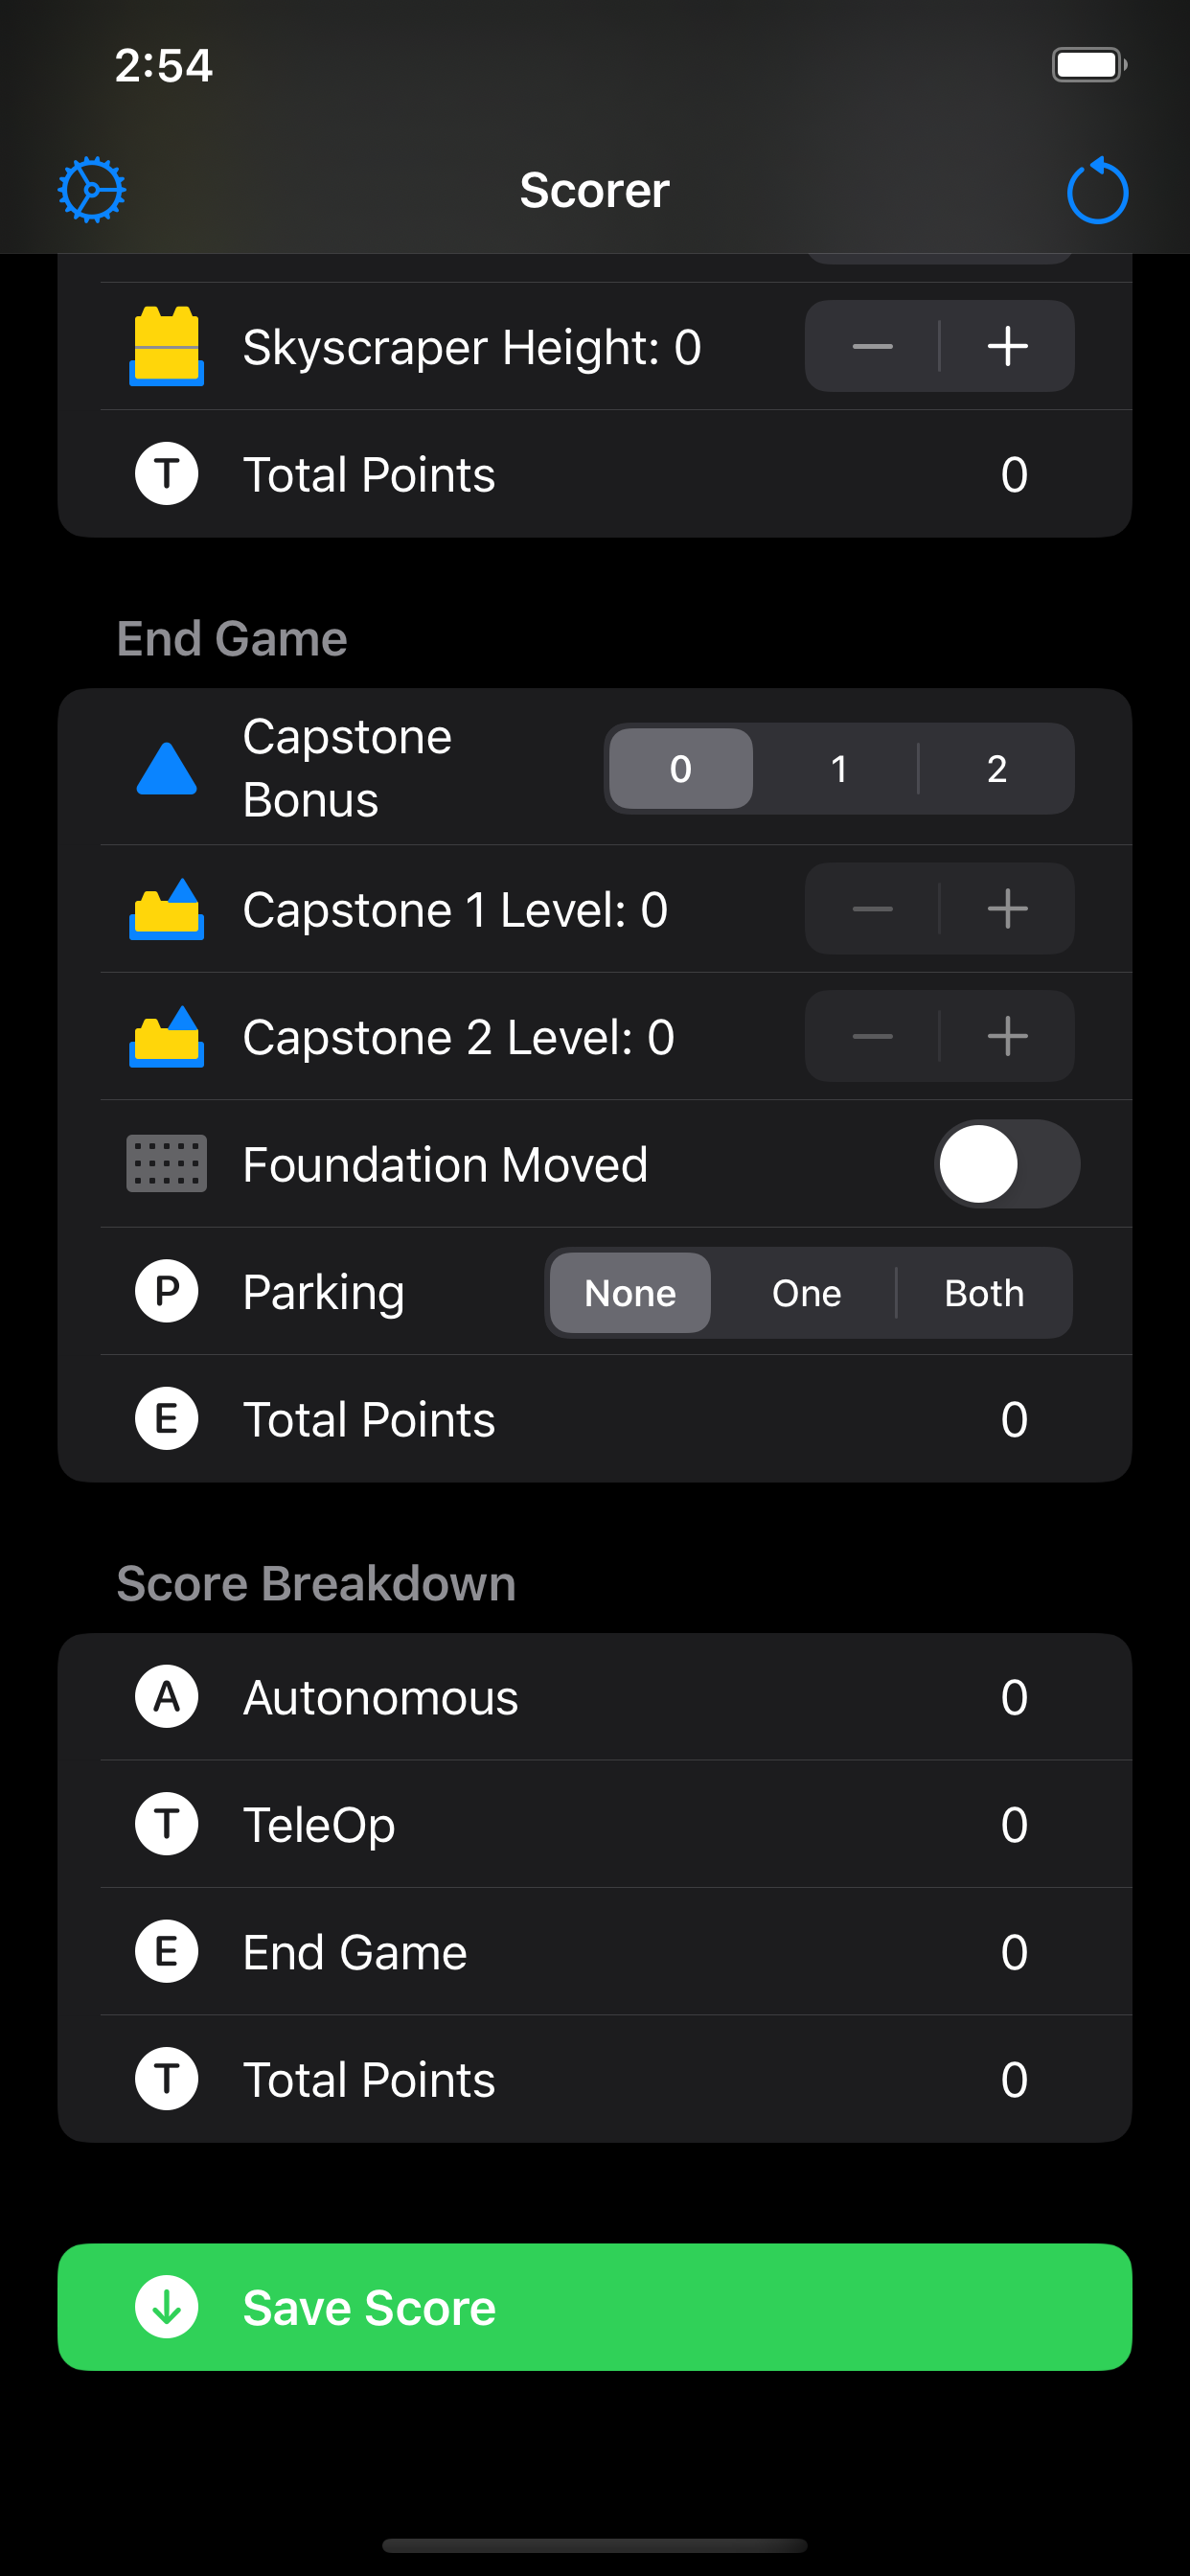 2:54
Scorer
Skyscraper Height: 0
T Total Points 0
End Game
Capstone
Bonus
0 1 2
Capstone 1 Level: 0
Capstone 2 Level: 0
Foundation Moved
P Parking None One Both
E Total Points 0
Score Breakdown
A Autonomous 0
T TeleOp 0
E End Game 0
T Total Points 0
Save Score